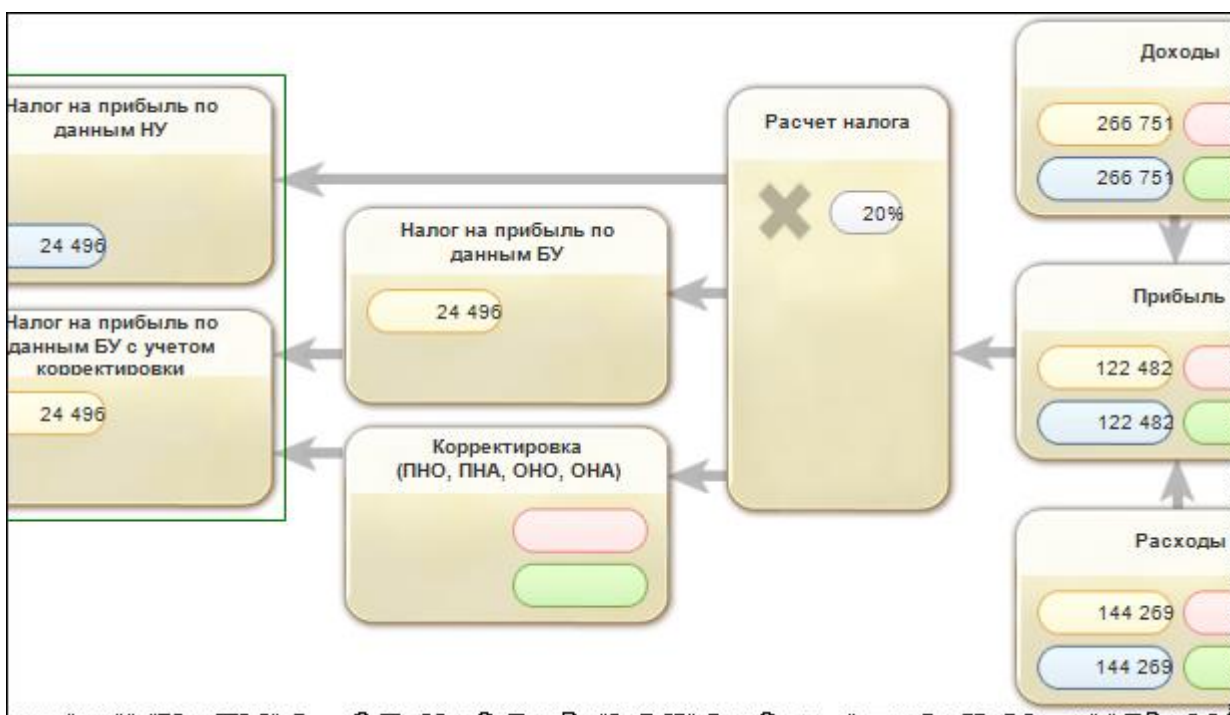 Доходы
266 751
266 751
Налог на прибыль по
данным НУ
24 496
Расчет налога
20%
Налог на прибыль по
данным БУ
24 496
Прибыль
122 482
122 482
Налог на прибыль по
данным БУ с учетом
корректировки
24 496
Корректировка
(ПНО, ПНА, ОНО, ОНА)
Расходы
144 269
144 269